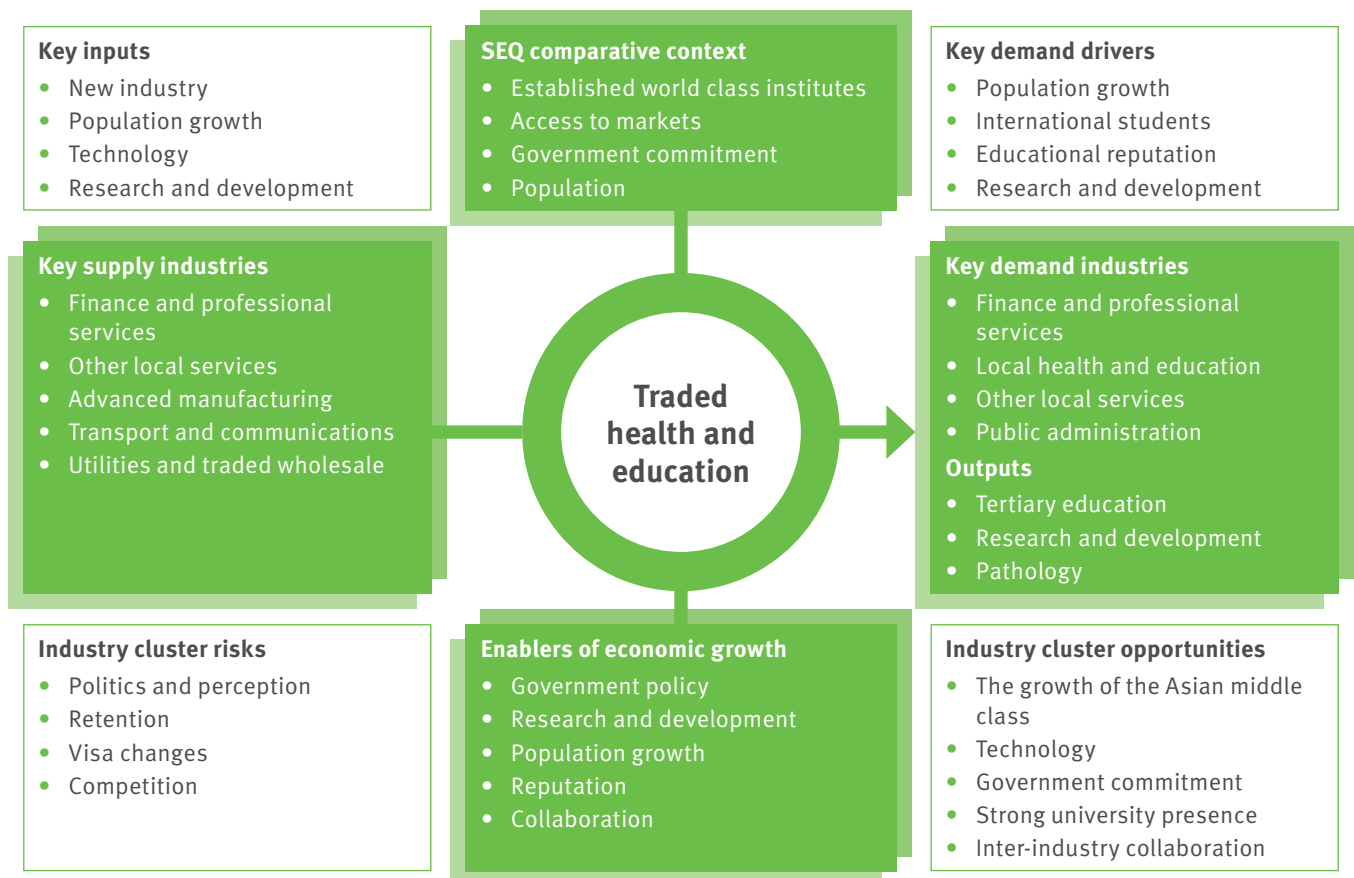 Key inputs
• New industry
• Population growth
• Technology
• Research and development
SEQ comparative context
• Established world class institutes
• Access to markets
• Government commitment
• Population
Key demand drivers
• Population growth
• International students
• Educational reputation
• Research and development
Key supply industries
• Finance and professional
services
• Other local services
• Advanced manufacturing
• Transport and communications
• Utilities and traded wholesale
Traded
health and
education
Key demand industries
• Finance and professional
services
• Local health and education
• Other local services
• Public administration
Outputs
• Tertiary education
• Research and development
• Pathology
Industry cluster risks
• Politics and perception
• Retention
• Visa changes
• Competition
Enablers of economic growth
• Government policy
• Research and development
• Population growth
• Reputation
• Collaboration
Industry cluster opportunities
• The growth of the Asian middle
class
• Technology
• Government commitment
• Strong university presence
• Inter-industry collaboration